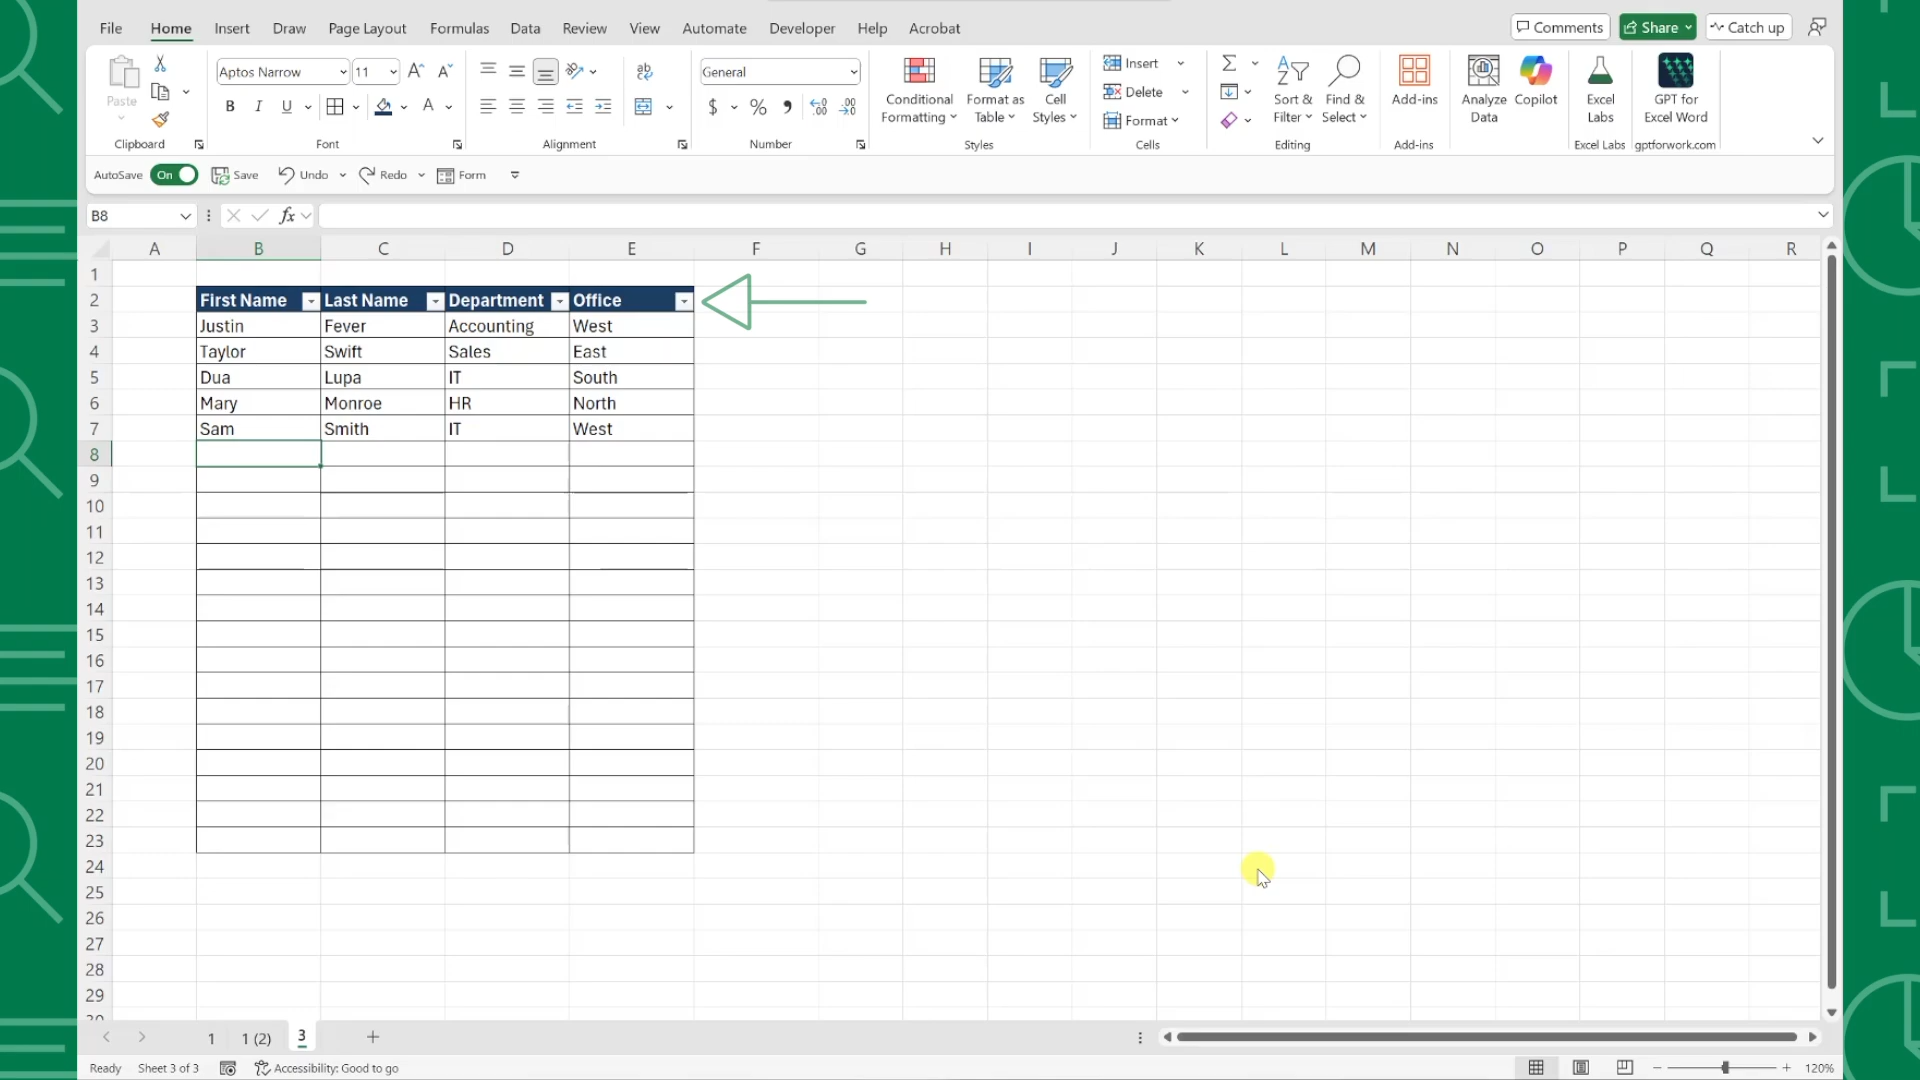 File Home Insert Draw Page Layout Formulas Data Review View Automate Developer Help Acrobat Comments Share Catch up
Paste
Clipboard
Aptos Narrow 11
B I U A
Font
ab
Alignment
General
$ %
Number
Conditional Formatting
Format as Table
Cell Styles
Styles
Insert
Delete
Format
Cells
Sort & Filter
Find & Select
Editing
Add-ins
Add-ins
Analyze Data
Copilot
Excel Labs
Excel Labs
GPT for Excel Word
gptforwork.com
AutoSave On Save Undo Redo Form
B8 fx
A B C D E F G H I J K L M N O P Q R
1
2 First Name Last Name Department Office
3 Justin Fever Accounting West
4 Taylor Swift Sales East
5 Dua Lupa IT South
6 Mary Monroe HR North
7 Sam Smith IT West
8
9
10
11
12
13
14
15
16
17
18
19
20
21
22
23
24
25
26
27
28
29
30
1 1 (2) 3
Ready Sheet 3 of 3 Accessibility: Good to go 120%